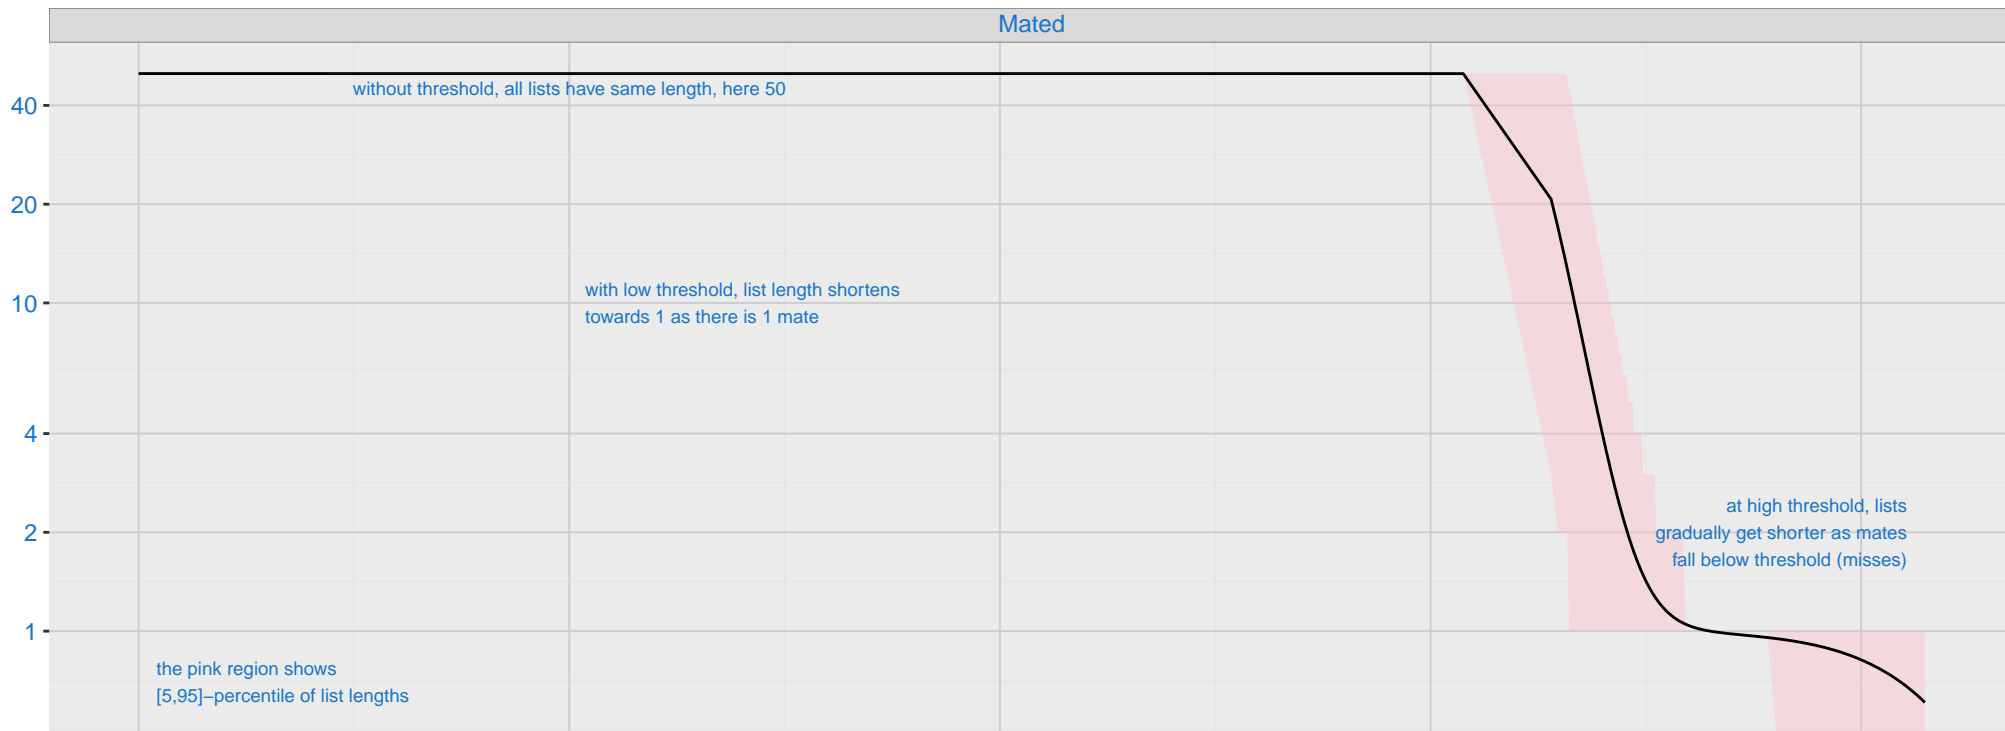 Mated
40
without threshold, all lists have same length, here 50
20
10
with low threshold, list length shortens
towards 1 as there is 1 mate
4
2
at high threshold, lists
gradually get shorter as mates
fall below threshold (misses)
1
the pink region shows
[5,95]–percentile of list lengths